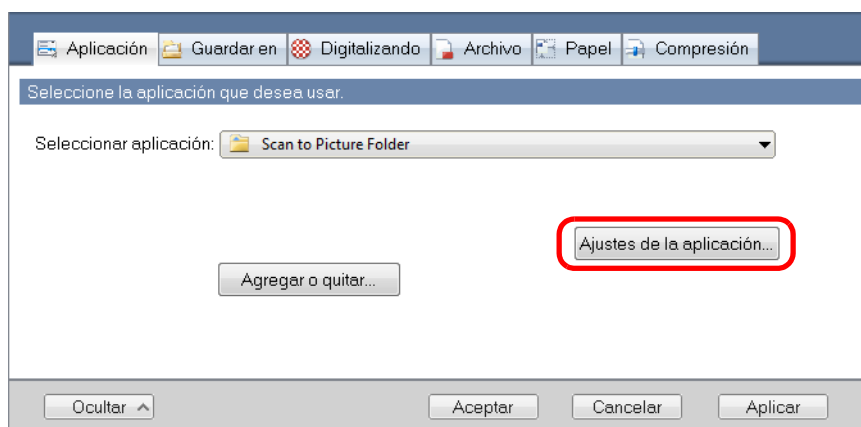 Aplicación Guardar en Digitalizando Archivo Papel Compresión
Seleccione la aplicación que desea usar.
Seleccionar aplicación: Scan to Picture Folder
Ajustes de la aplicación...
Agregar o quitar...
Ocultar Aceptar Cancelar Aplicar